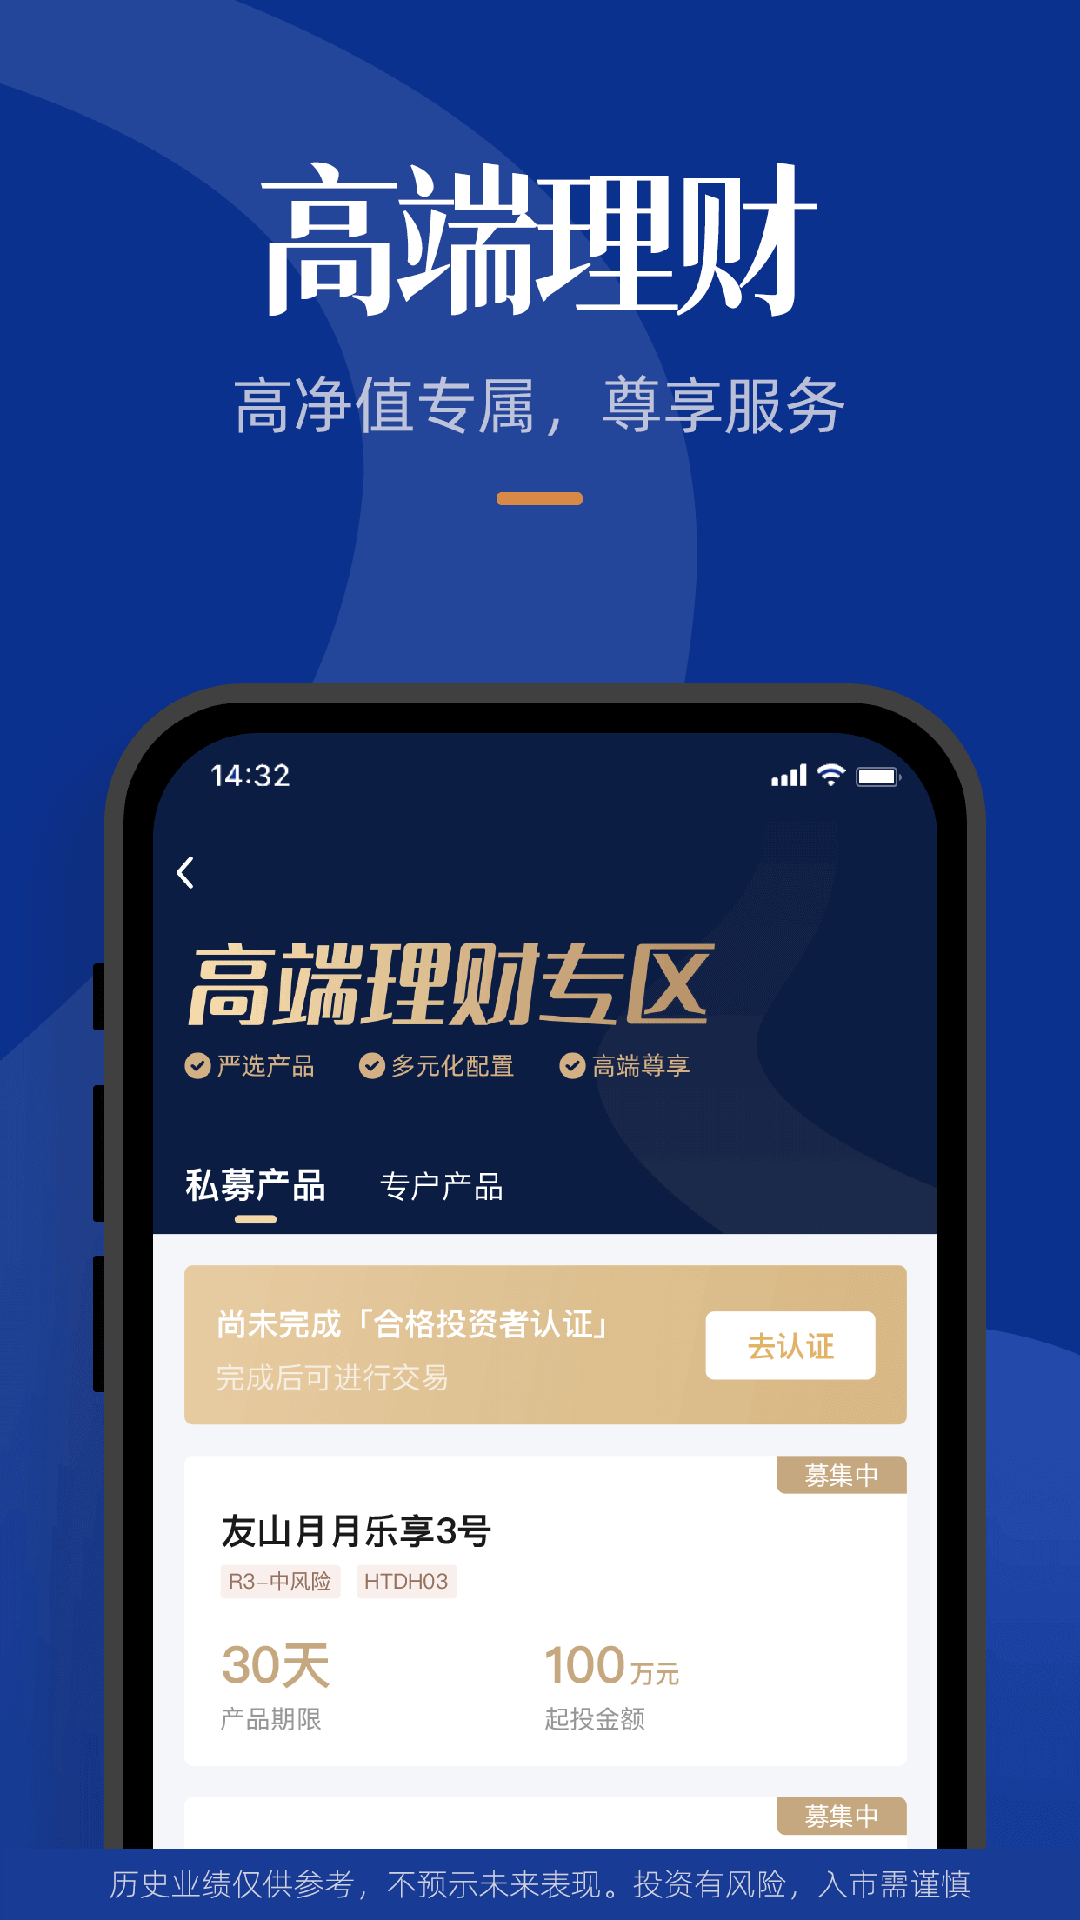 高端理财
高净值专属，尊享服务
14:32
高端理财专区
严选产品 多元化配置 高端尊享
私募产品 专户产品
尚未完成「合格投资者认证」
完成后可进行交易
去认证
募集中
友山月月乐享3号
R3-中风险 HTDH03
30天 100万元
产品期限 起投金额
募集中
历史业绩仅供参考，不预示未来表现。投资有风险，入市需谨慎